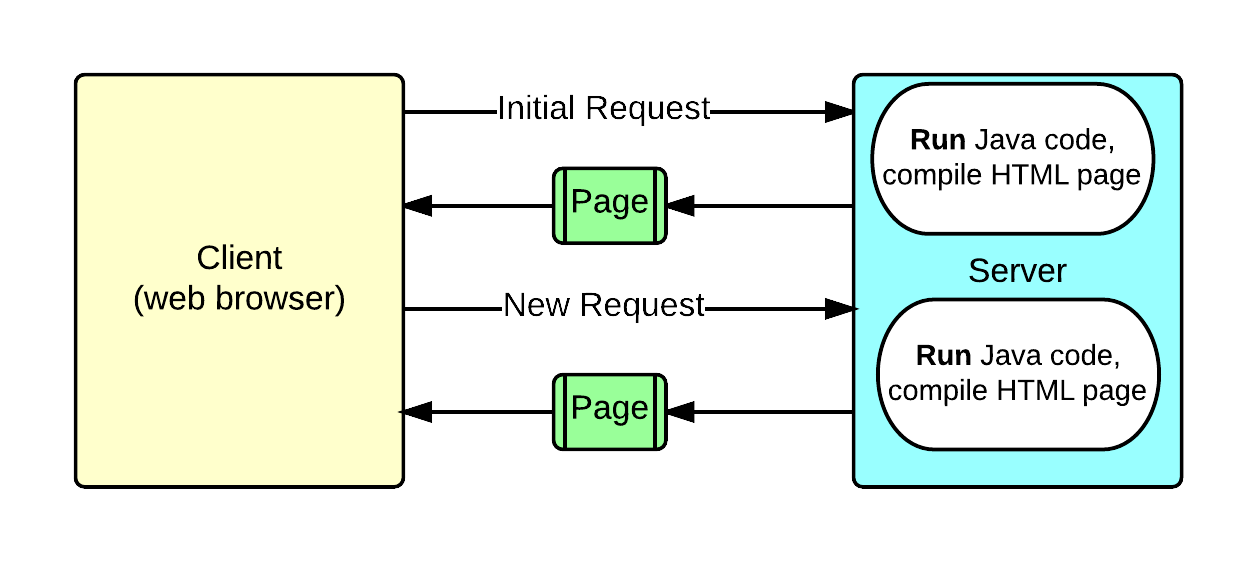 Initial Request
Run Java code,
compile HTML page
Page
Client
(web browser)
Server
New Request
Run Java code,
compile HTML page
Page